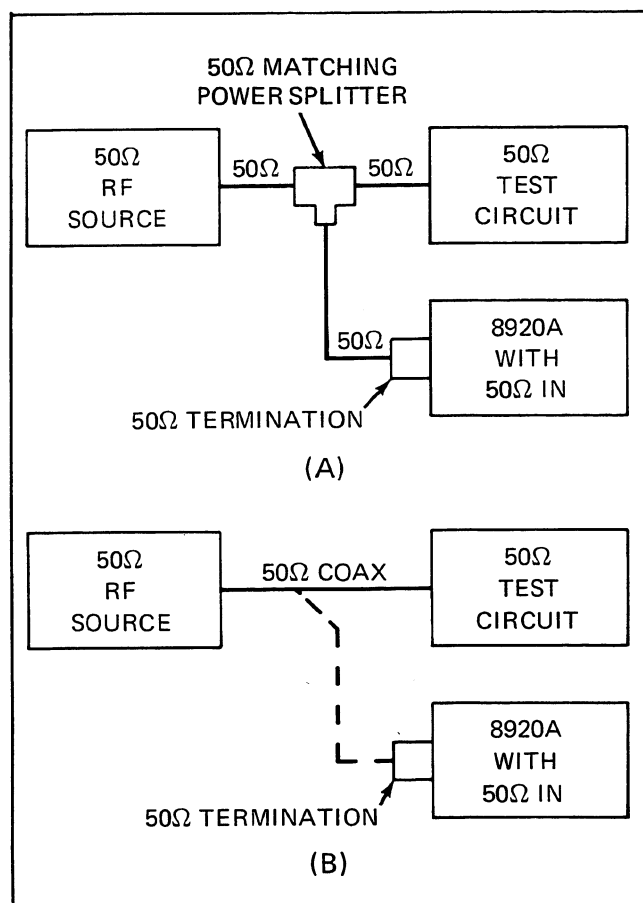 50Ω MATCHING
POWER SPLITTER
50Ω
RF
SOURCE
50Ω
50Ω
50Ω
TEST
CIRCUIT
50Ω
8920A
WITH
50Ω IN
50Ω TERMINATION
(A)
50Ω
RF
SOURCE
50Ω COAX
50Ω
TEST
CIRCUIT
8920A
WITH
50Ω IN
50Ω TERMINATION
(B)